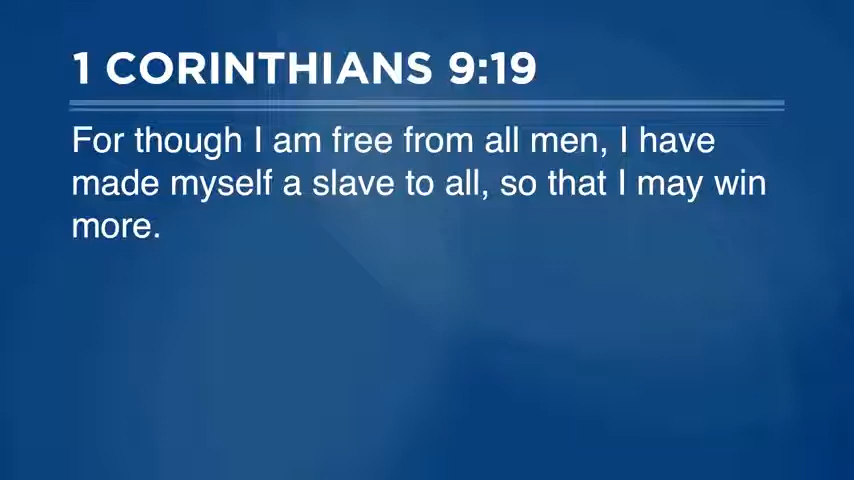 1 CORINTHIANS 9:19
For though I am free from all men, I have
made myself a slave to all, so that I may win
more.